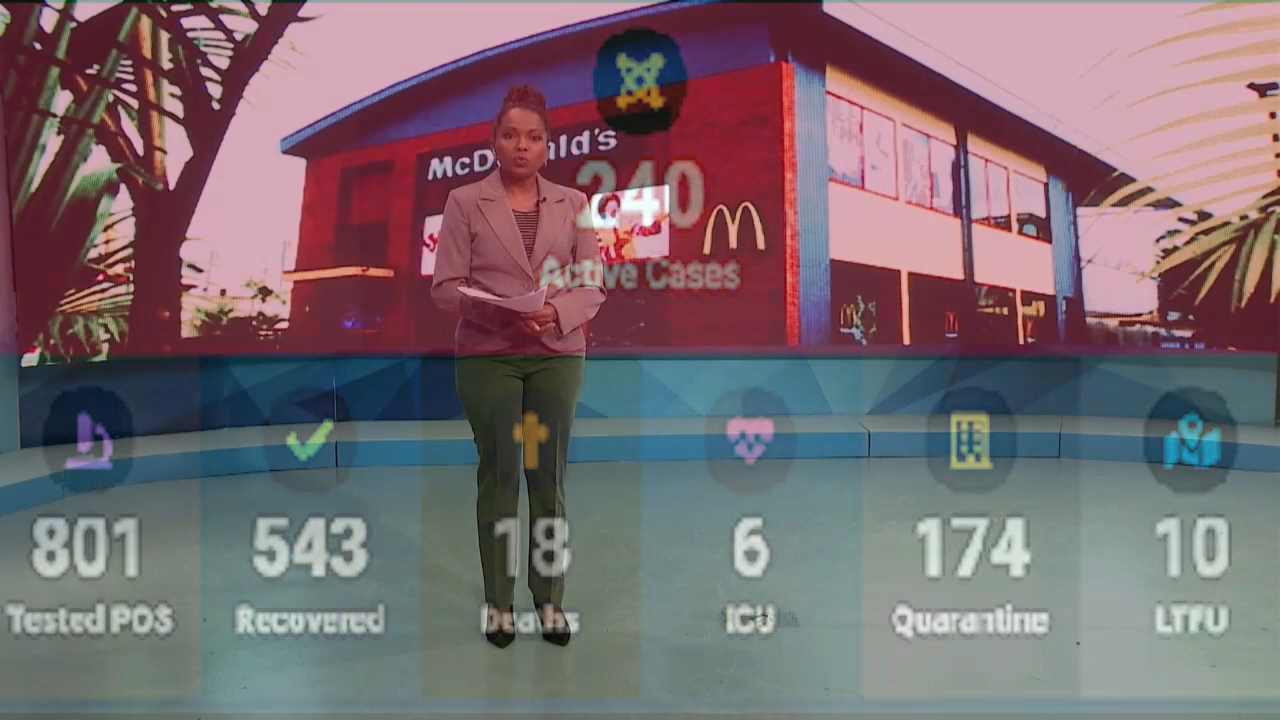 McDonald's
240
Active Cases
801 543 18 6 174 10
Tested POS Recovered Deaths ICU Quarantine LTFU